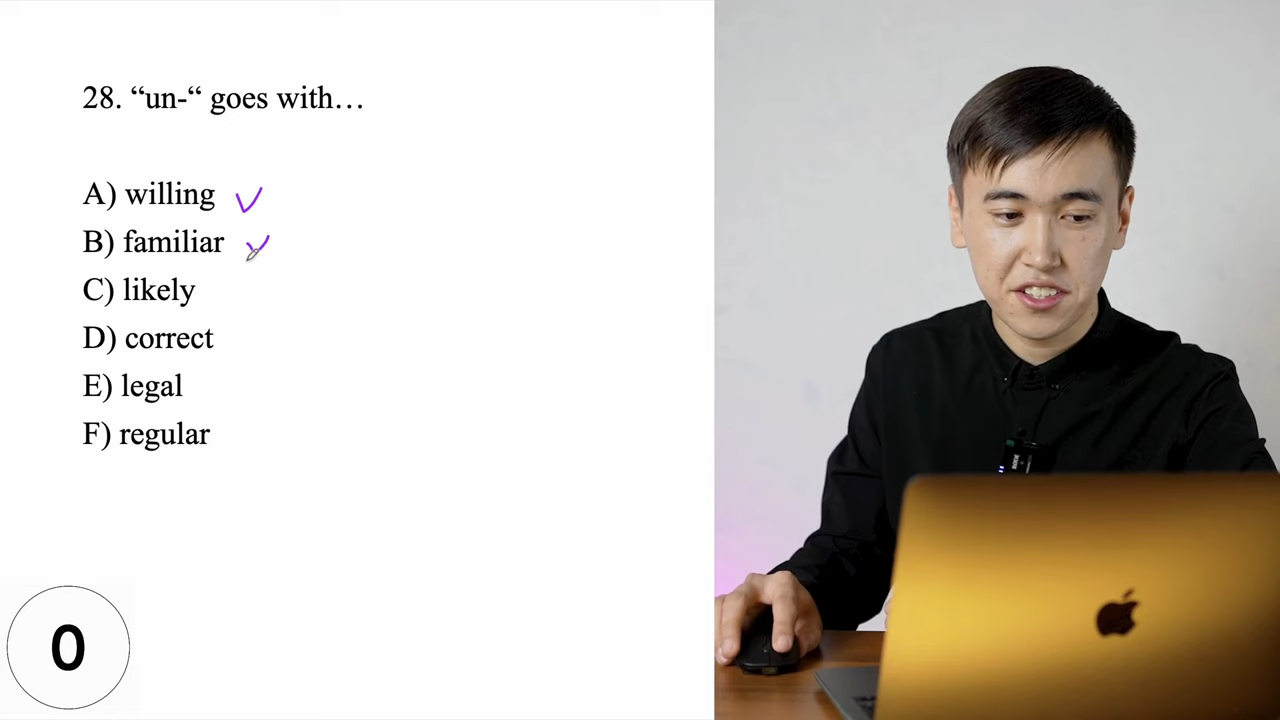 28. “un-“ goes with…
A) willing
B) familiar
C) likely
D) correct
E) legal
F) regular
0